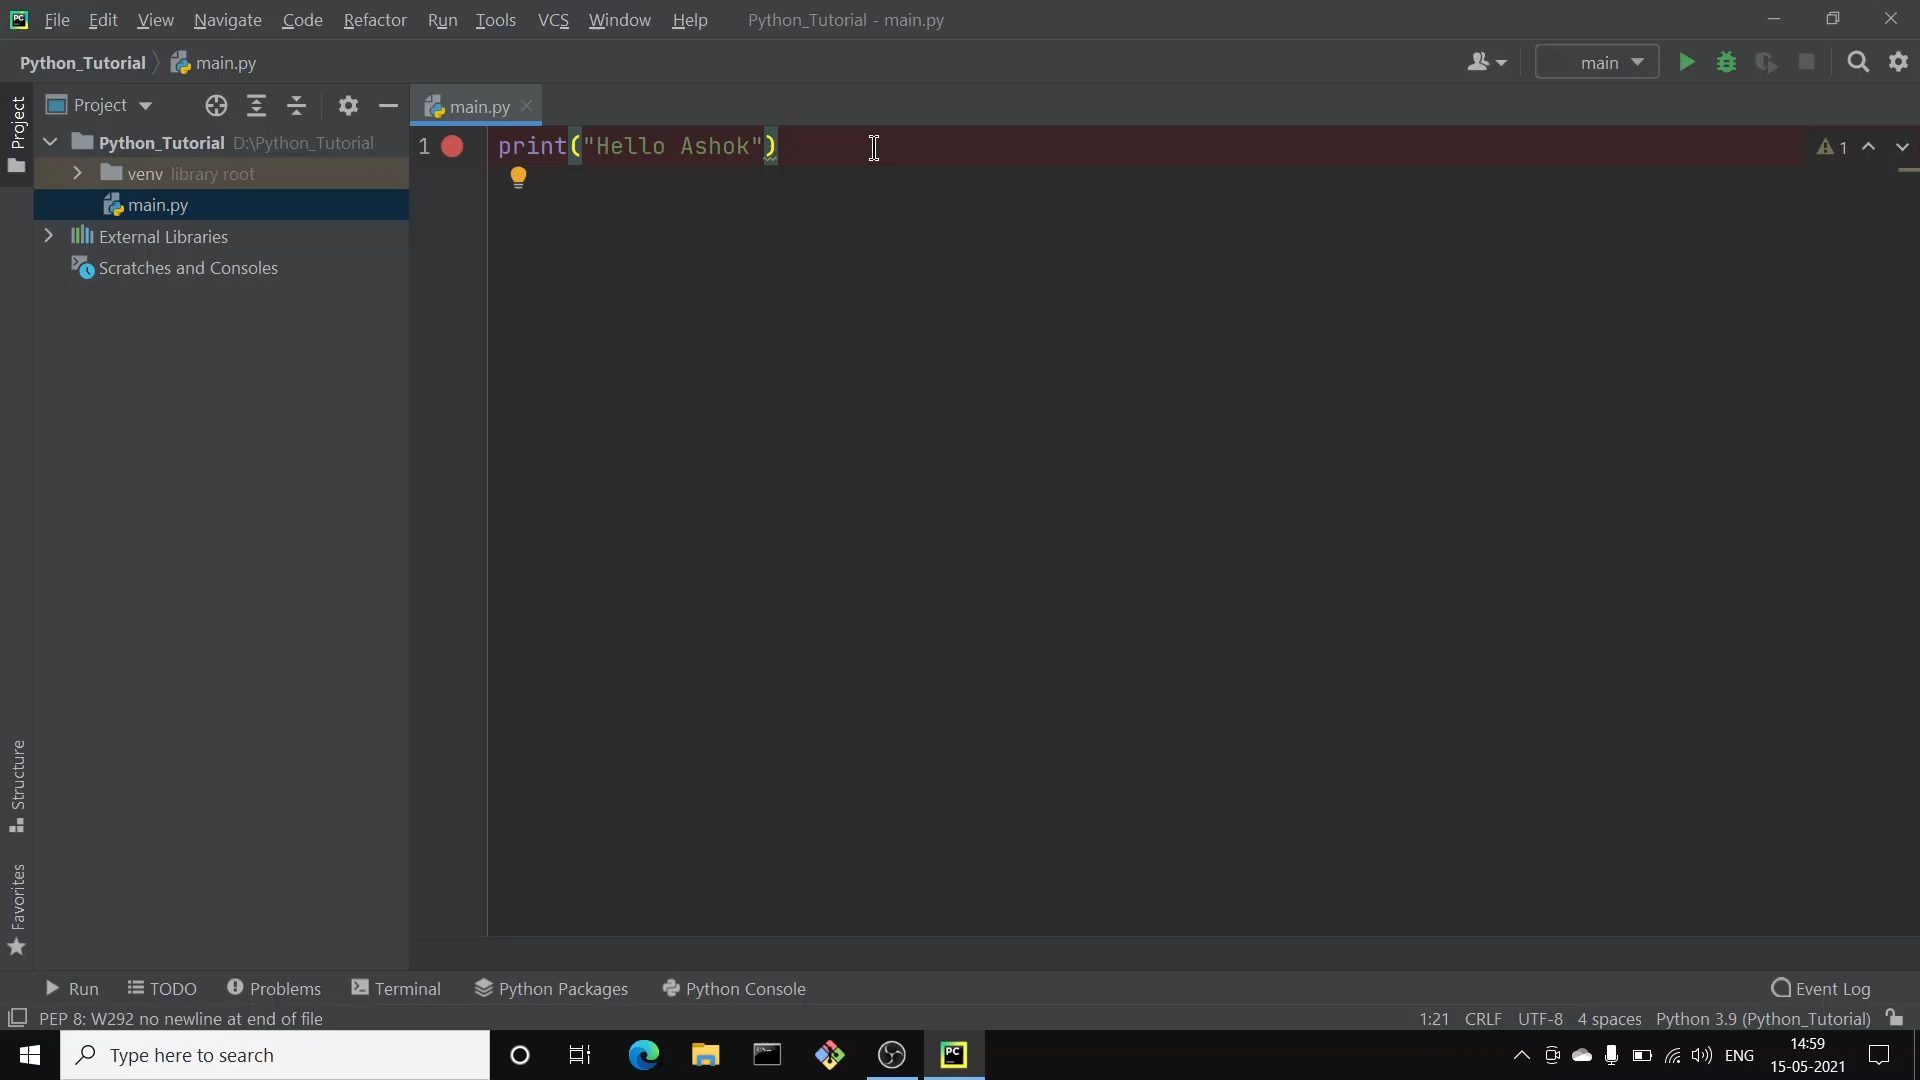 PC File Edit View Navigate Code Refactor Run Tools VCS Window Help Python_Tutorial - main.py
Python_Tutorial main.py main
Project
Project
main.py
Python_Tutorial D:\Python_Tutorial
venv library root
main.py
External Libraries
Scratches and Consoles
1 print("Hello Ashok")
1
Structure
Favorites
Run TODO Problems Terminal Python Packages Python Console Event Log
PEP 8: W292 no newline at end of file 1:21 CRLF UTF-8 4 spaces Python 3.9 (Python_Tutorial)
Type here to search PC ENG 14:59
15-05-2021